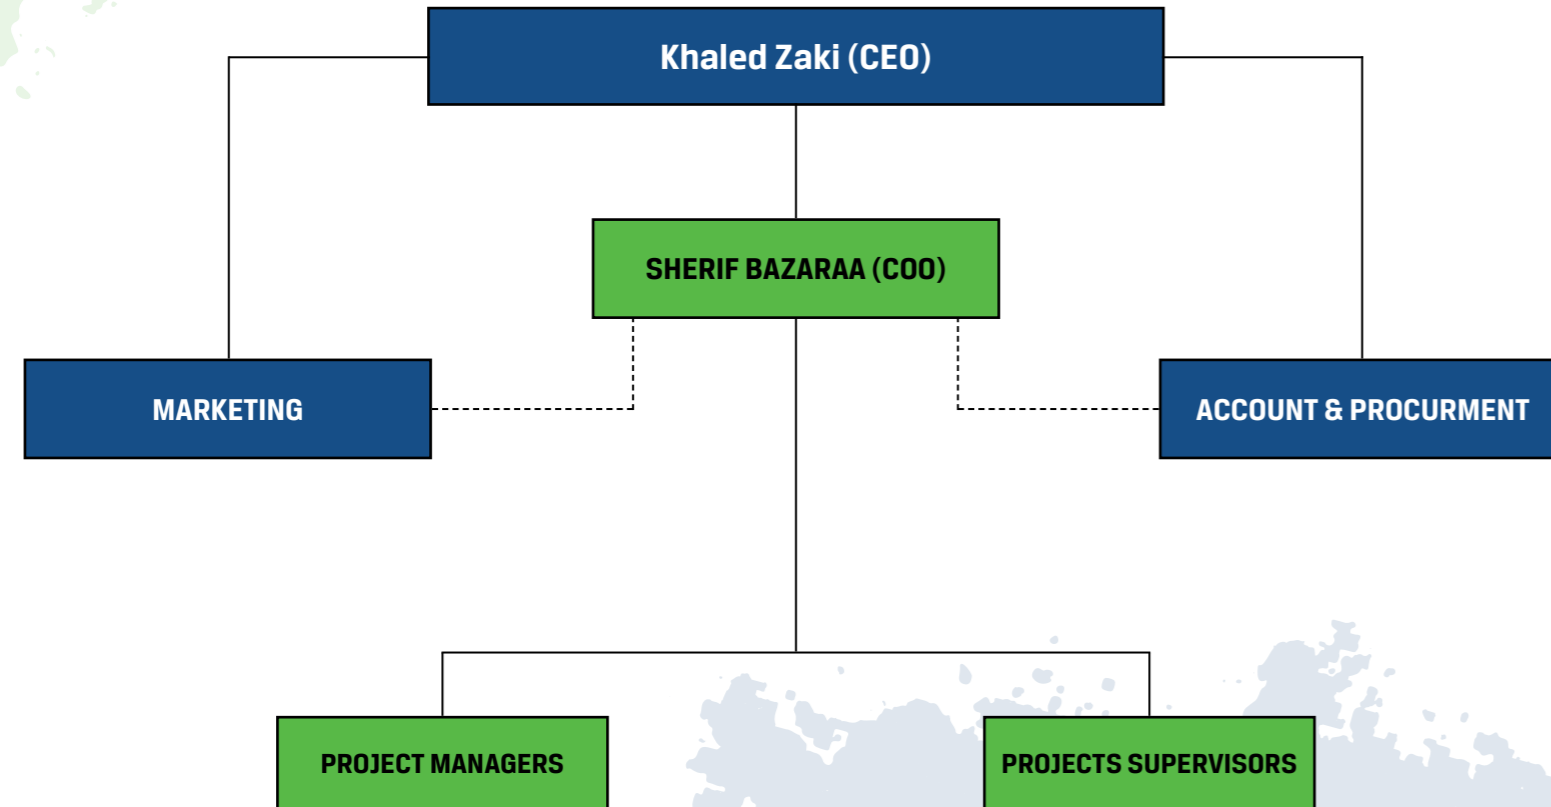 Khaled Zaki (CEO)
SHERIF BAZARAA (COO)
MARKETING
ACCOUNT & PROCURMENT
PROJECT MANAGERS
PROJECTS SUPERVISORS